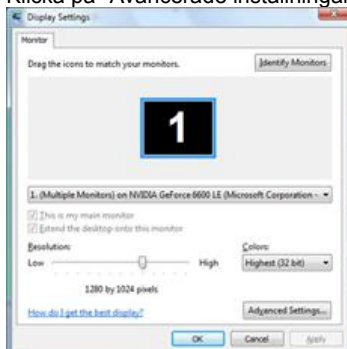 Klicka på "Avancerade inställningar
Display Settings
Monitor
Drag the icons to match your monitors.
Identify Monitors
1
1. (Multiple Monitors) on NVIDIA GeForce 6600 LE (Microsoft Corporation -
This is my main monitor
Extend the desktop onto this monitor
Resolution:
Colors:
Low
High
Highest (32 bit)
1280 by 1024 pixels
How do I get the best display?
Advanced Settings...
OK
Cancel
Apply